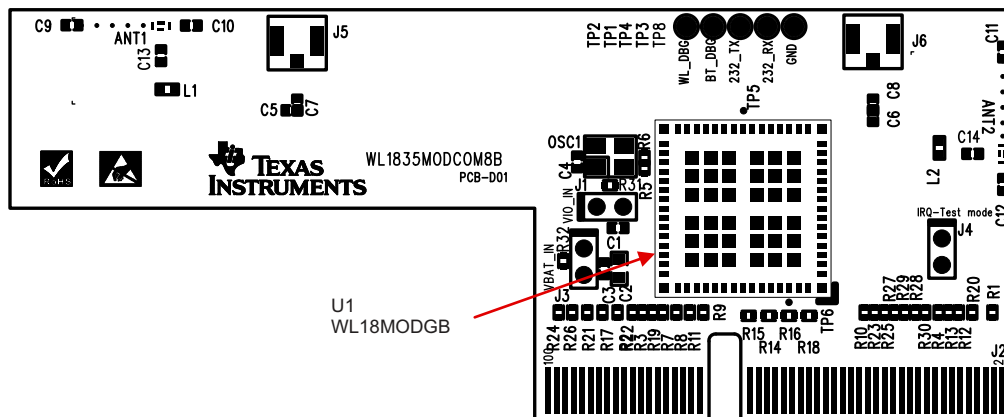 C9
ANT1
C10
C13
L1
J5
C5
C7
RoHS
TEXAS
INSTRUMENTS
WL1835MODCOM8B
PCB-D01
TP2
TP1
TP4
TP3
TP8
WL_DBG
BT_DBG
232_TX
232_RX
GND
TP5
J6
C8
C6
C11
ANT2
C14
L2
C12
IRQ-Test mode
J4
OSC1
R6
C4
R5
R31
J1
VIO_IN
C1
R32
VBAT_IN
J3
C3
C2
U1
WL18MODGB
R24
R26
R21
R17
R22
R3
R19
R7
R8
R11
R9
R15
R14
R16
R18
TP6
R10
R23
R25
R27
R29
R28
R30
R4
R13
R12
R20
R1
100
J2
2